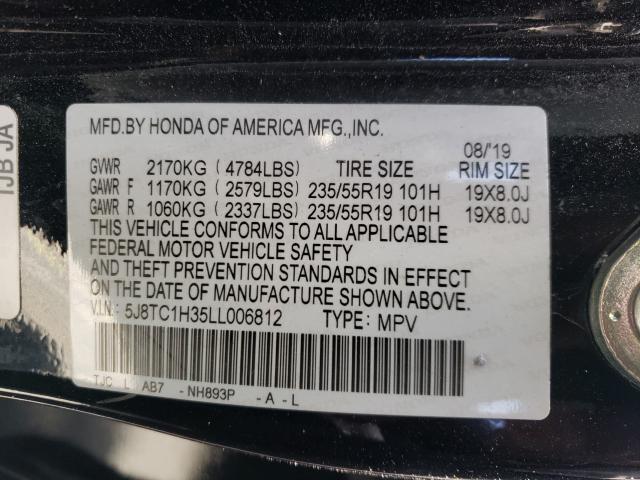 MFD.BY HONDA OF AMERICA MFG.,INC.
08/'19
GVWR 2170KG ( 4784LBS) TIRE SIZE RIM SIZE
GAWR F 1170KG ( 2579LBS) 235/55R19 101H 19X8.0J
GAWR R 1060KG ( 2337LBS) 235/55R19 101H 19X8.0J
THIS VEHICLE CONFORMS TO ALL APPLICABLE
FEDERAL MOTOR VEHICLE SAFETY
AND THEFT PREVENTION STANDARDS IN EFFECT
ON THE DATE OF MANUFACTURE SHOWN ABOVE.
V.I.N.: 5J8TC1H35LL006812 TYPE: MPV
TJC L AB7 -NH893P -A-L
IJB JA